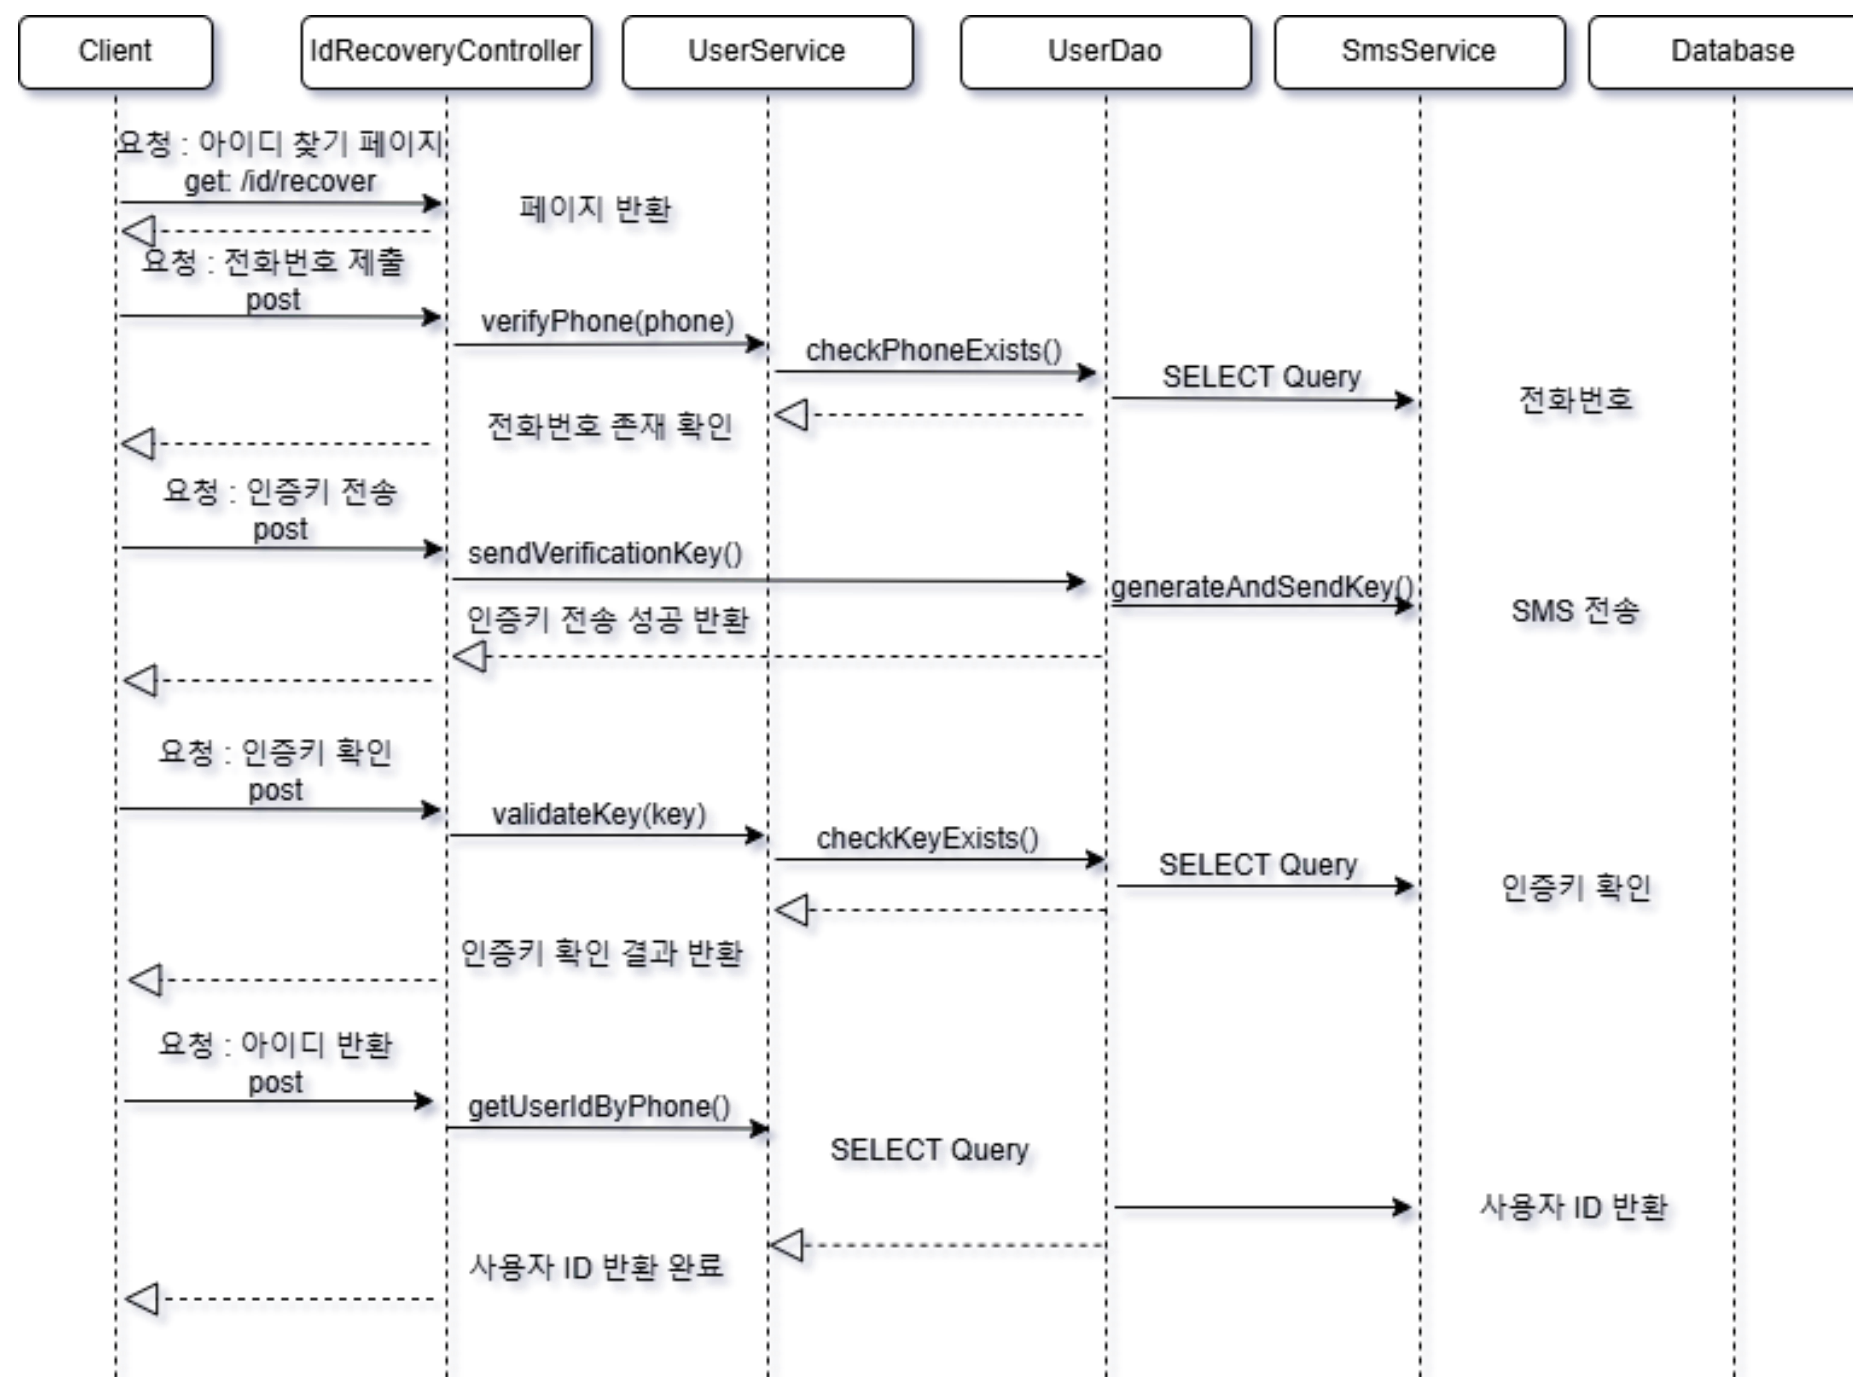 Client
IdRecoveryController
UserService
UserDao
SmsService
Database
요청 : 아이디 찾기 페이지
get: /id/recover
페이지 반환
요청 : 전화번호 제출
post
verifyPhone(phone)
checkPhoneExists()
SELECT Query
전화번호
전화번호 존재 확인
요청 : 인증키 전송
post
sendVerificationKey()
generateAndSendKey()
SMS 전송
인증키 전송 성공 반환
요청 : 인증키 확인
post
validateKey(key)
checkKeyExists()
SELECT Query
인증키 확인
인증키 확인 결과 반환
요청 : 아이디 반환
post
getUserIdByPhone()
SELECT Query
사용자 ID 반환
사용자 ID 반환 완료